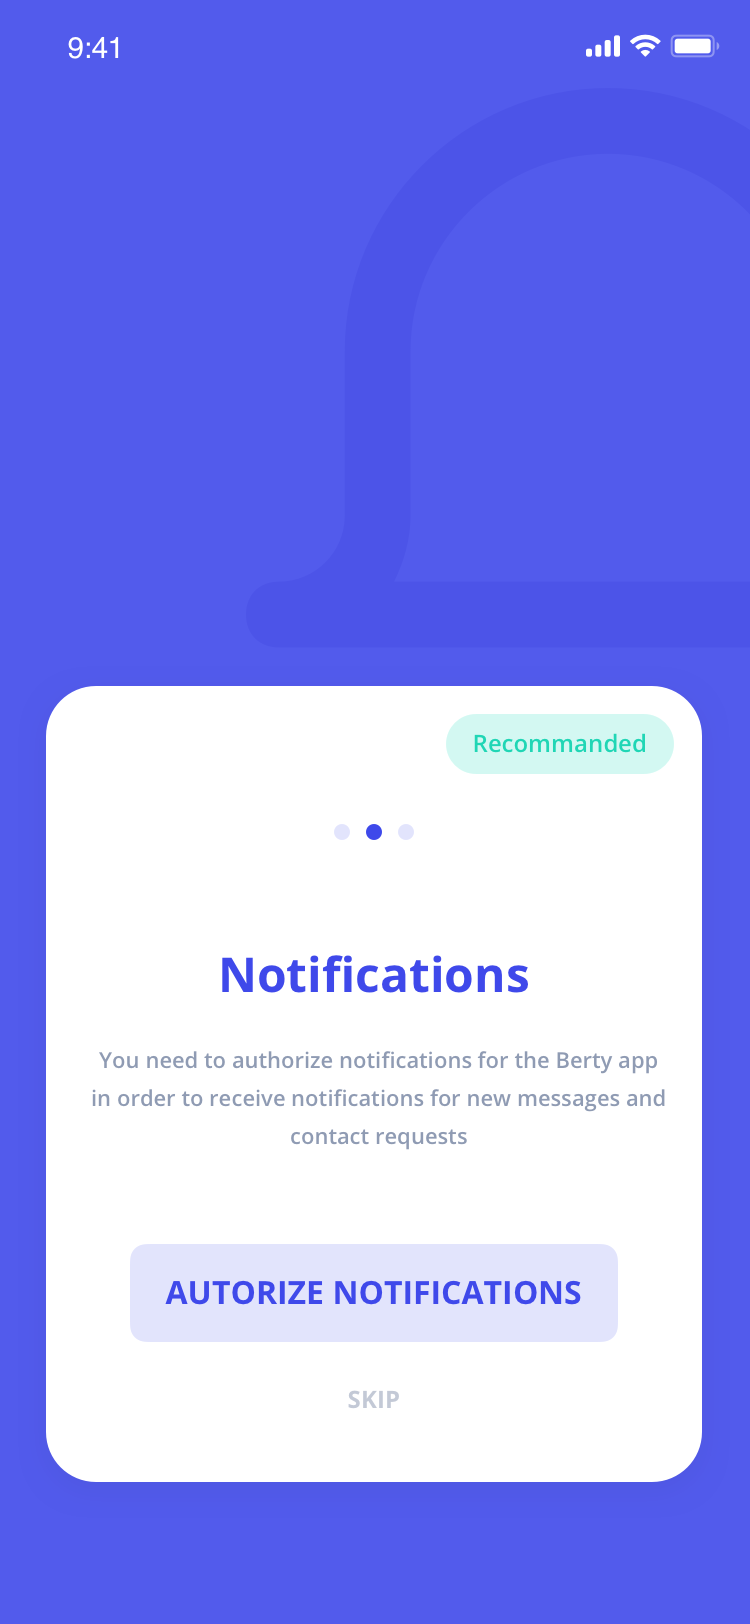 9:41
Recommanded
Notifications
You need to authorize notifications for the Berty app
in order to receive notifications for new messages and
contact requests
AUTORIZE NOTIFICATIONS
SKIP